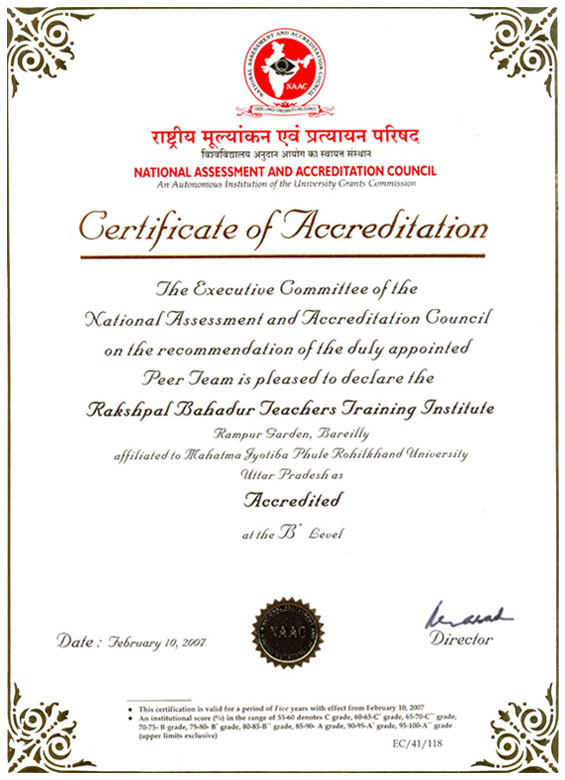 NATIONAL ASSESSMENT AND ACCREDITATION COUNCIL
NAAC
राष्ट्रीय मूल्यांकन एवं प्रत्यायन परिषद
विश्वविद्यालय अनुदान आयोग का स्वायत्त संस्थान
NATIONAL ASSESSMENT AND ACCREDITATION COUNCIL
An Autonomous Institution of the University Grants Commission
Certificate of Accreditation
The Executive Committee of the
National Assessment and Accreditation Council
on the recommendation of the duly appointed
Peer Team is pleased to declare the
Rakshpal Bahadur Teachers Training Institute
Rampur Garden, Bareilly
affiliated to Mahatma Jyotiba Phule Rohilkhand University
Uttar Pradesh as
Accredited
at the B⁺ Level
NAAC
Date : February 10, 2007
Director
• This certification is valid for a period of Five years with effect from February 10, 2007
• An institutional score (%) in the range of 55-60 denotes C grade, 60-65-C⁺ grade, 65-70-C⁺⁺ grade,
70-75- B grade, 75-80- B⁺ grade, 80-85-B⁺⁺ grade, 85-90- A grade, 90-95-A⁺ grade, 95-100-A⁺⁺ grade
(upper limits exclusive)
EC/41/118